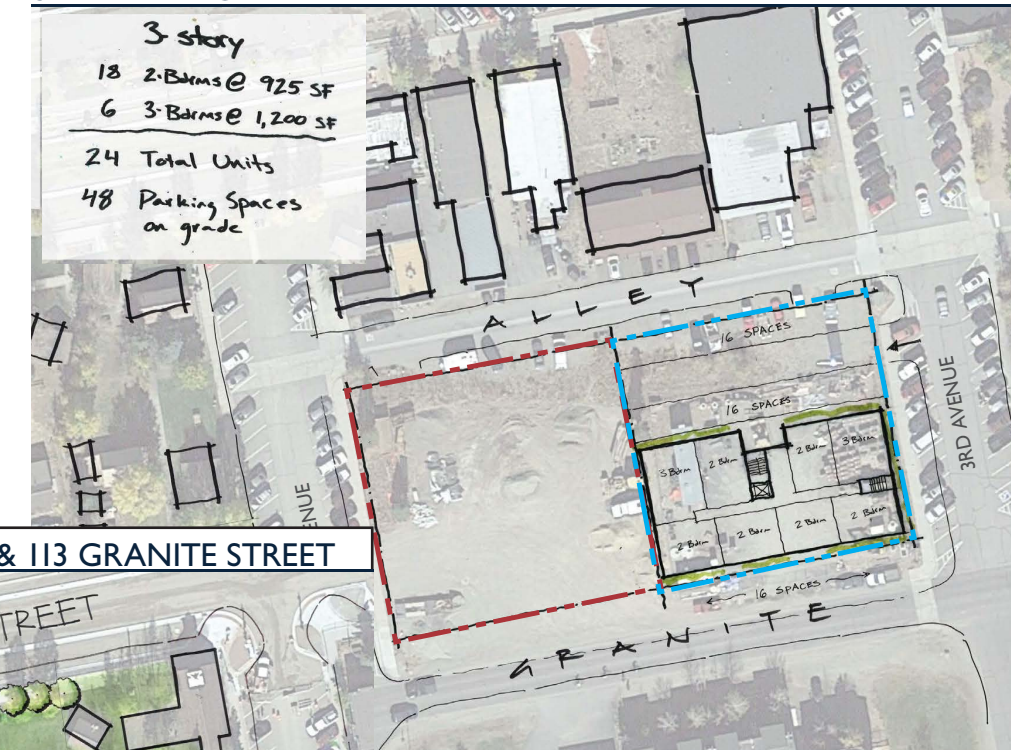 3-story
18 2-Bdrms @ 925 SF
6 3-Bdrms @ 1,200 SF
24 Total Units
48 Parking Spaces
on grade
ALLEY
16 SPACES
16 SPACES
3RD AVENUE
3 Bdrm
2 Bdrm
2 Bdrm
3 Bdrm
2 Bdrm
2 Bdrm
2 Bdrm
2 Bdrm
ENUE
& 113 GRANITE STREET
16 SPACES
TREET
GRANITE